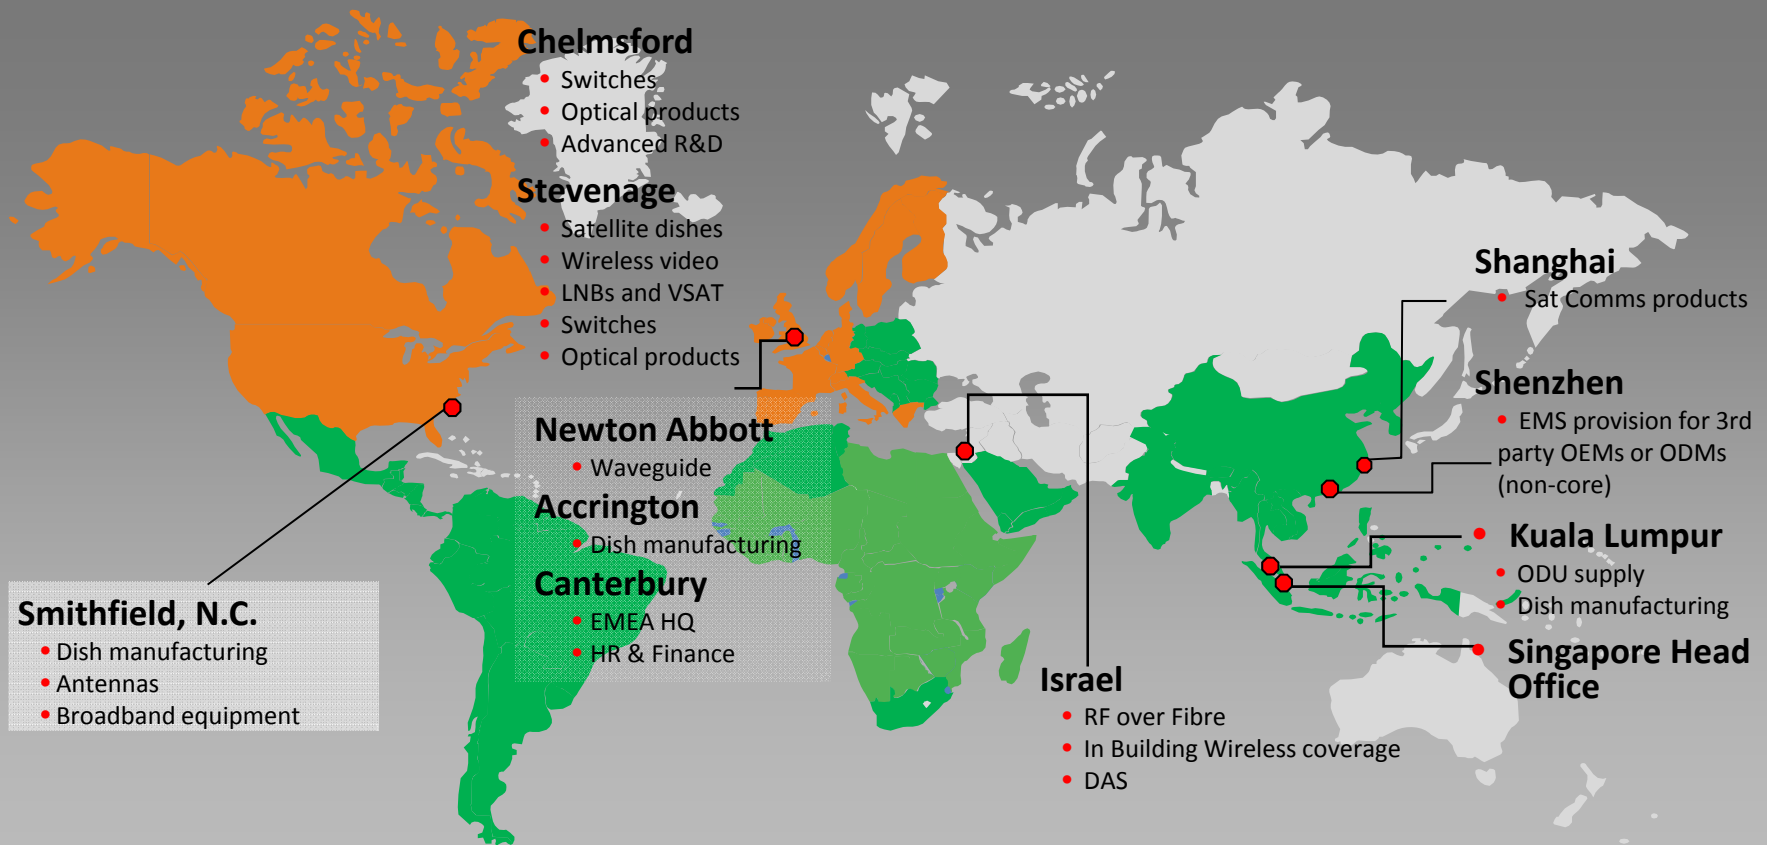 Chelmsford
• Switches
• Optical products
• Advanced R&D
Stevenage
• Satellite dishes
• Wireless video
• LNBs and VSAT
• Switches
• Optical products
Newton Abbott
• Waveguide
Accrington
• Dish manufacturing
Canterbury
• EMEA HQ
• HR & Finance
Smithfield, N.C.
• Dish manufacturing
• Antennas
• Broadband equipment
Israel
• RF over Fibre
• In Building Wireless coverage
• DAS
Shanghai
• Sat Comms products
Shenzhen
• EMS provision for 3rd
party OEMs or ODMs
(non-core)
• Kuala Lumpur
• ODU supply
• Dish manufacturing
• Singapore Head
Office